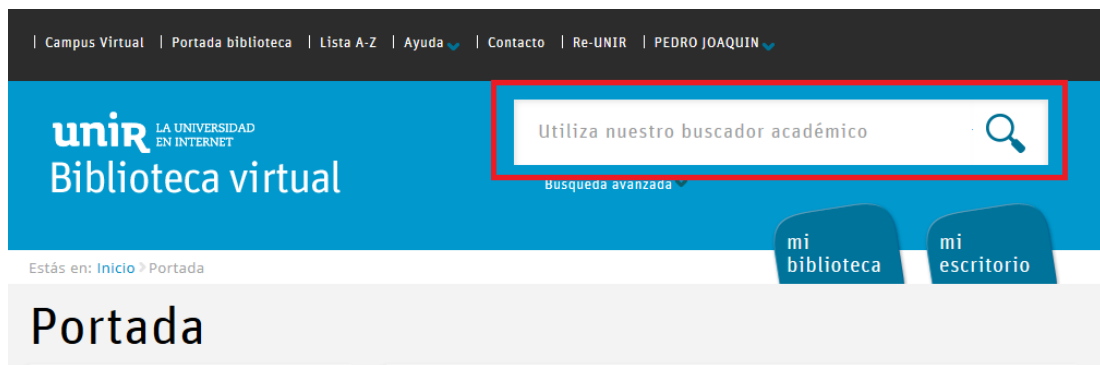 | Campus Virtual | Portada biblioteca | Lista A-Z | Ayuda | Contacto | Re-UNIR | PEDRO JOAQUIN
unir LA UNIVERSIDAD
EN INTERNET
Biblioteca virtual
Utiliza nuestro buscador académico
Búsqueda avanzada
mi
biblioteca
mi
escritorio
Estás en: Inicio > Portada
Portada